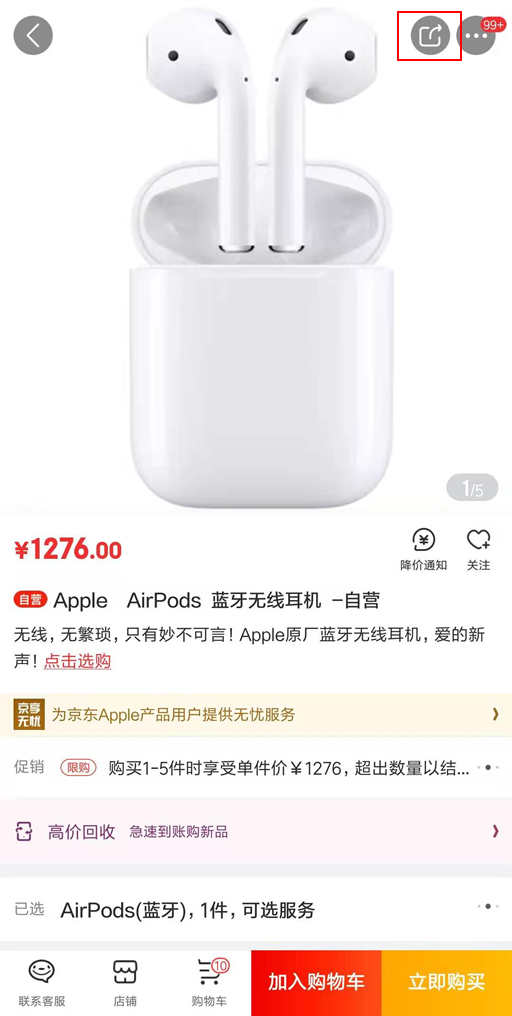 99+
1/5
¥1276.00
降价通知
关注
自营 Apple AirPods 蓝牙无线耳机 -自营
无线，无繁琐，只有妙不可言！Apple原厂蓝牙无线耳机，爱的新
声！点击选购
京享
无忧
为京东Apple产品用户提供无忧服务
促销 限购 购买1-5件时享受单件价￥1276，超出数量以结...
高价回收 急速到账购新品
已选 AirPods(蓝牙)，1件，可选服务
10
联系客服
店铺
购物车
加入购物车
立即购买